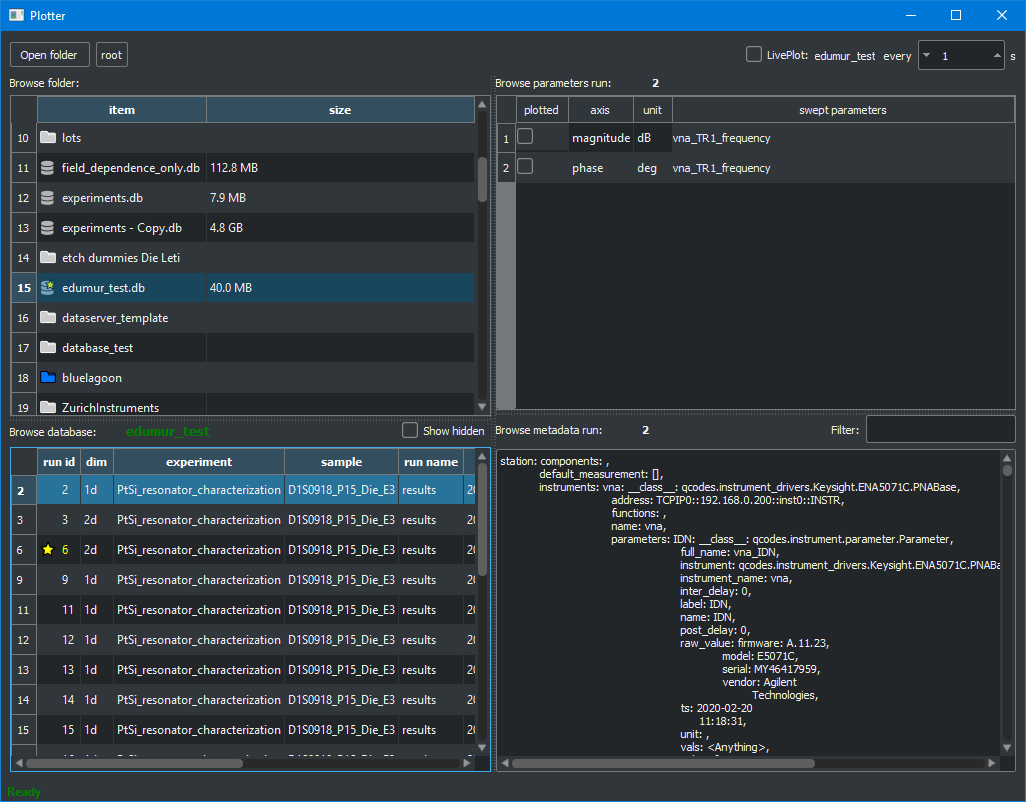 Plotter
Open folder root
LivePlot: edumur_test every 1 s
Browse folder:
item size
10 lots
11 field_dependence_only.db 112.8 MB
12 experiments.db 7.9 MB
13 experiments - Copy.db 4.8 GB
14 etch dummies Die Leti
15 edumur_test.db 40.0 MB
16 dataserver_template
17 database_test
18 bluelagoon
19 ZurichInstruments
Browse parameters run: 2
plotted axis unit swept parameters
1 magnitude dB vna_TR1_frequency
2 phase deg vna_TR1_frequency
Browse database: edumur_test Show hidden
run id dim experiment sample run name
2 2 1d PtSi_resonator_characterization D1S0918_P15_Die_E3 results 20
3 3 2d PtSi_resonator_characterization D1S0918_P15_Die_E3 results 20
6 6 2d PtSi_resonator_characterization D1S0918_P15_Die_E3 results 20
9 9 1d PtSi_resonator_characterization D1S0918_P15_Die_E3 results 20
11 11 1d PtSi_resonator_characterization D1S0918_P15_Die_E3 results 20
12 12 1d PtSi_resonator_characterization D1S0918_P15_Die_E3 results 20
13 13 1d PtSi_resonator_characterization D1S0918_P15_Die_E3 results 20
14 14 1d PtSi_resonator_characterization D1S0918_P15_Die_E3 results 20
15 15 1d PtSi_resonator_characterization D1S0918_P15_Die_E3 results 20
Browse metadata run: 2 Filter:
station: components: ,
default_measurement: [],
instruments: vna: __class__: qcodes.instrument_drivers.Keysight.ENA5071C.PNABase,
address: TCPIP0::192.168.0.200::inst0::INSTR,
functions: ,
name: vna,
parameters: IDN: __class__: qcodes.instrument.parameter.Parameter,
full_name: vna_IDN,
instrument: qcodes.instrument_drivers.Keysight.ENA5071C.PNABa
instrument_name: vna,
inter_delay: 0,
label: IDN,
name: IDN,
post_delay: 0,
raw_value: firmware: A.11.23,
model: E5071C,
serial: MY46417959,
vendor: Agilent
Technologies,
ts: 2020-02-20
11:18:31,
unit: ,
vals: <Anything>,
Ready